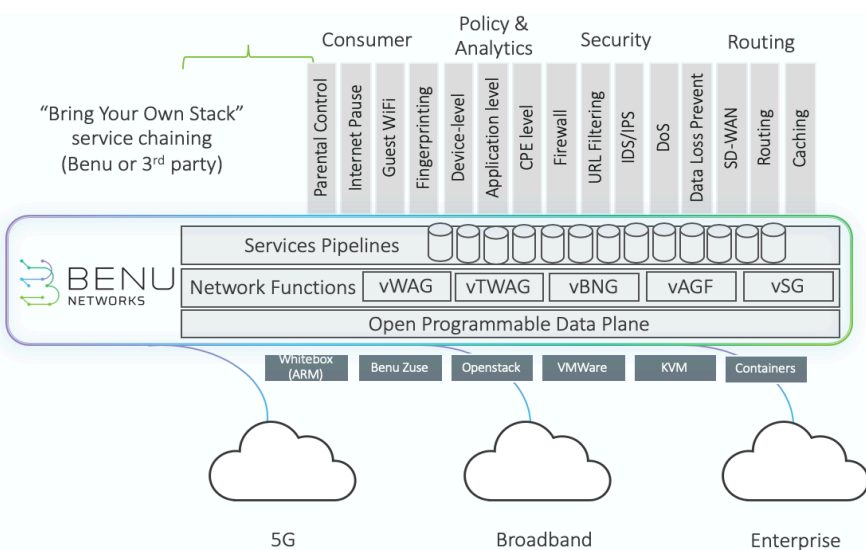 Consumer
Policy &
Analytics
Security
Routing
“Bring Your Own Stack”
service chaining
(Benu or 3rd party)
Parental Control
Internet Pause
Guest WiFi
Fingerprinting
Device-level
Application level
CPE level
Firewall
URL Filtering
IDS/IPS
DoS
Data Loss Prevent
SD-WAN
Routing
Caching
BENU
NETWORKS
Services Pipelines
Network Functions
vWAG
vTWAG
vBNG
vAGF
vSG
Open Programmable Data Plane
Whitebox
(ARM)
Benu Zuse
Openstack
VMWare
KVM
Containers
5G
Broadband
Enterprise